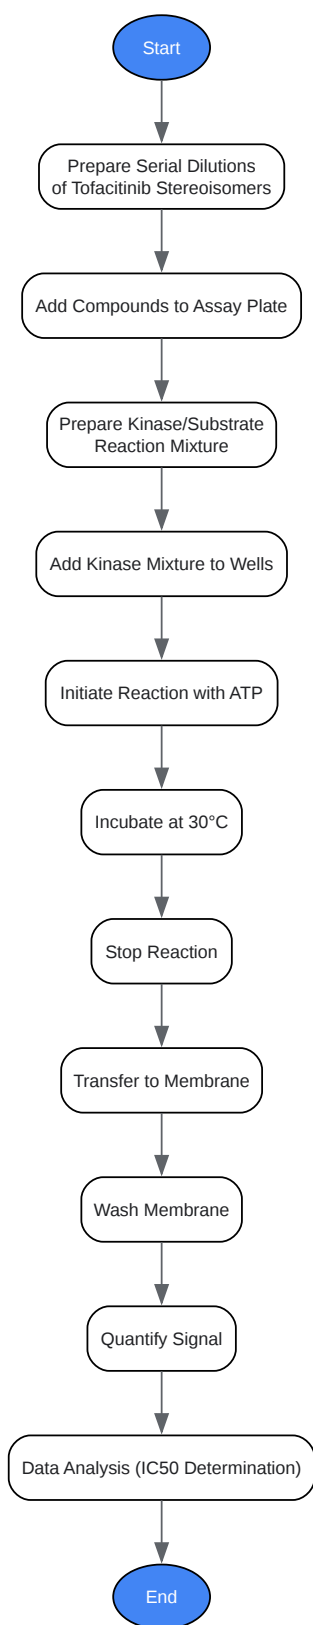 Start
Prepare Serial Dilutions
of Tofacitinib Stereoisomers
Add Compounds to Assay Plate
Prepare Kinase/Substrate
Reaction Mixture
Add Kinase Mixture to Wells
Initiate Reaction with ATP
Incubate at 30°C
Stop Reaction
Transfer to Membrane
Wash Membrane
Quantify Signal
Data Analysis (IC50 Determination)
End